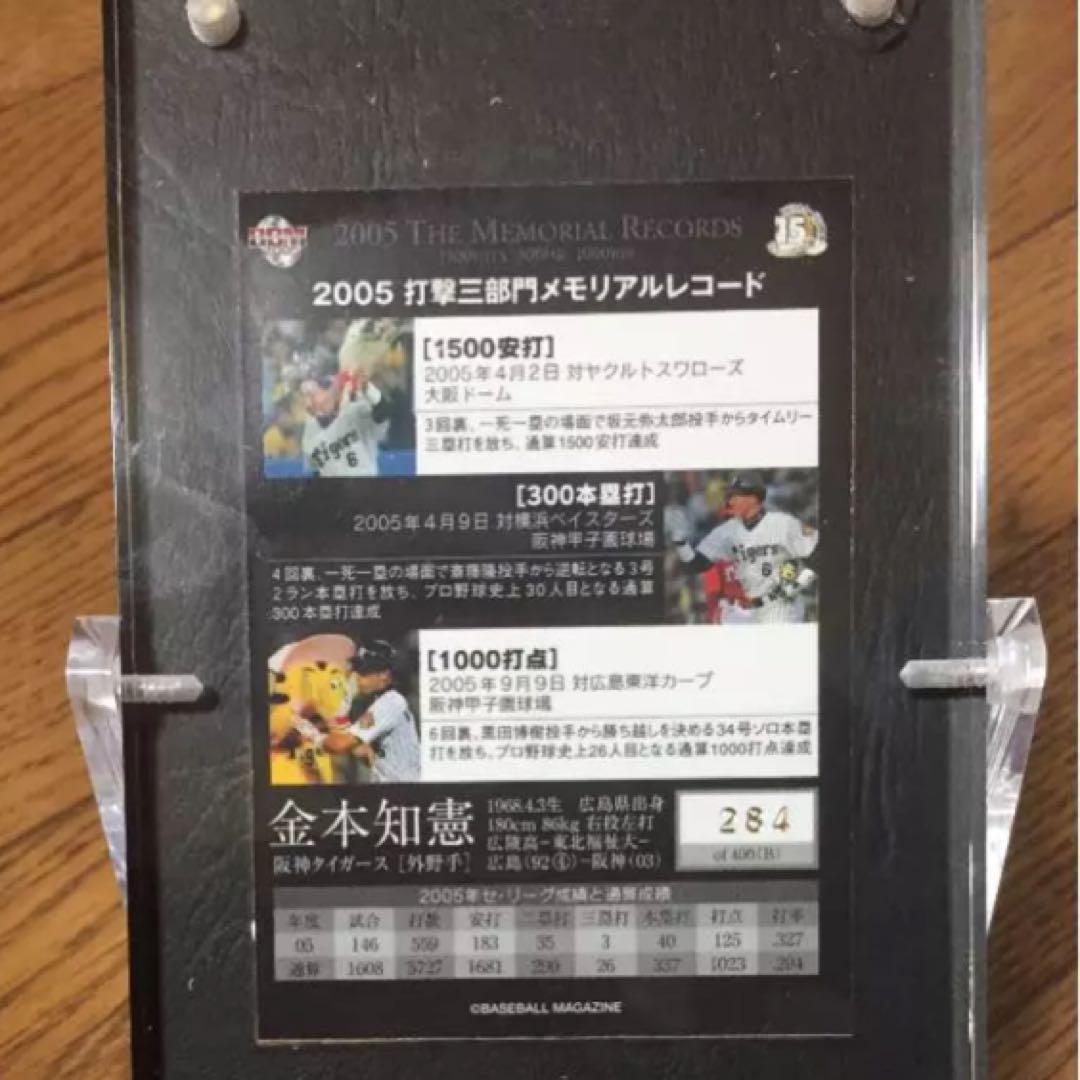 2005 THE MEMORIAL RECORDS
15
2005 打撃三部門メモリアルレコード
[1500安打]
2005年4月2日 対ヤクルトスワローズ
大阪ドーム
3回裏、一死一塁の場面で坂元弥太郎投手からタイムリー
三塁打を放ち、通算1500安打達成
Tigers
6
[300本塁打]
2005年4月9日 対横浜ベイスターズ
阪神甲子園球場
4回裏、一死一塁の場面で斎藤隆投手から逆転となる3号
2ラン本塁打を放ち、プロ野球史上30人目となる通算
300本塁打達成
Tigers
6
[1000打点]
2005年9月9日 対広島東洋カープ
阪神甲子園球場
6回裏、黒田博樹投手から勝ち越しを決める34号ソロ本塁
打を放ち、プロ野球史上26人目となる通算1000打点達成
金本知憲
阪神タイガース [外野手]
1968.4.3生 広島県出身
180cm 86kg 右投左打
広陵高−東北福祉大−
広島(92④)−阪神(03)
284
of 406(B)
2005年セ・リーグ成績と通算成績
年度 試合 打数 安打 二塁打 三塁打 本塁打 打点 打率
05 146 559 183 35 3 40 125 .327
通算 1608 5727 1681 290 26 337 1023 .294
©BASEBALL MAGAZINE